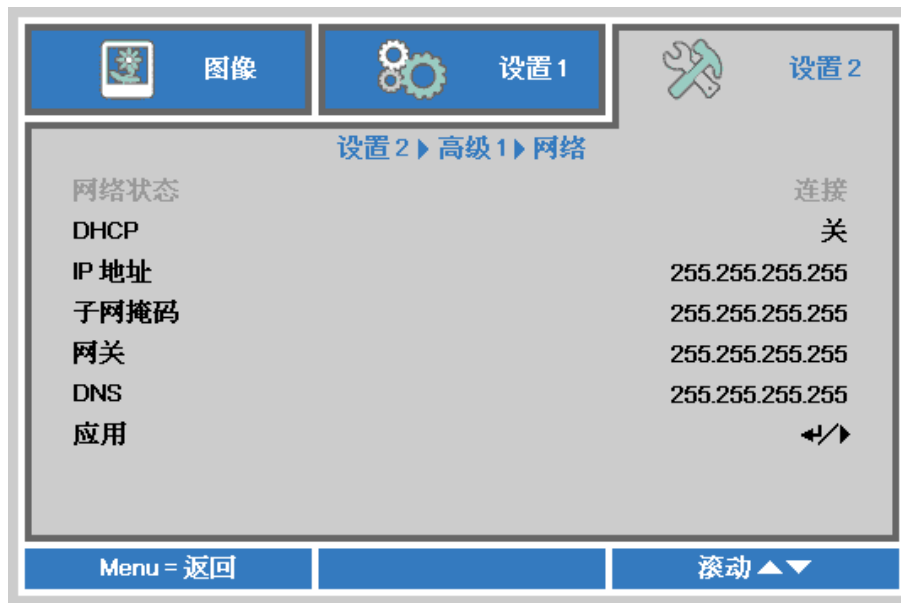 图像 设置 1 设置 2
设置 2 ▶ 高级 1 ▶ 网络
网络状态 连接
DHCP 关
IP 地址 255.255.255.255
子网掩码 255.255.255.255
网关 255.255.255.255
DNS 255.255.255.255
应用 ↵/▶
Menu = 返回 滚动 ▲▼